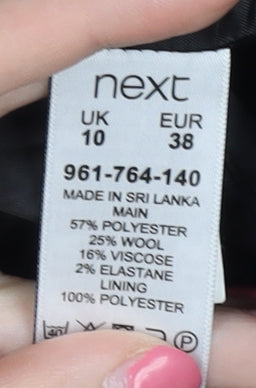 next
UK EUR
10 38
961-764-140
MADE IN SRI LANKA
MAIN
57% POLYESTER
25% WOOL
16% VISCOSE
2% ELASTANE
LINING
100% POLYESTER
40 P